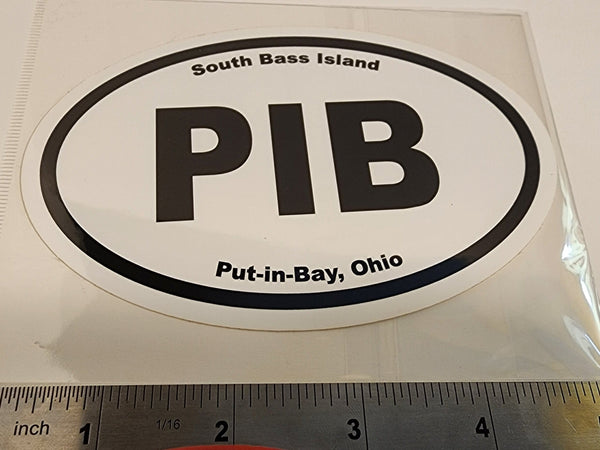 South Bass Island
PIB
Put-in-Bay, Ohio
inch 1 1/16 2 3 4